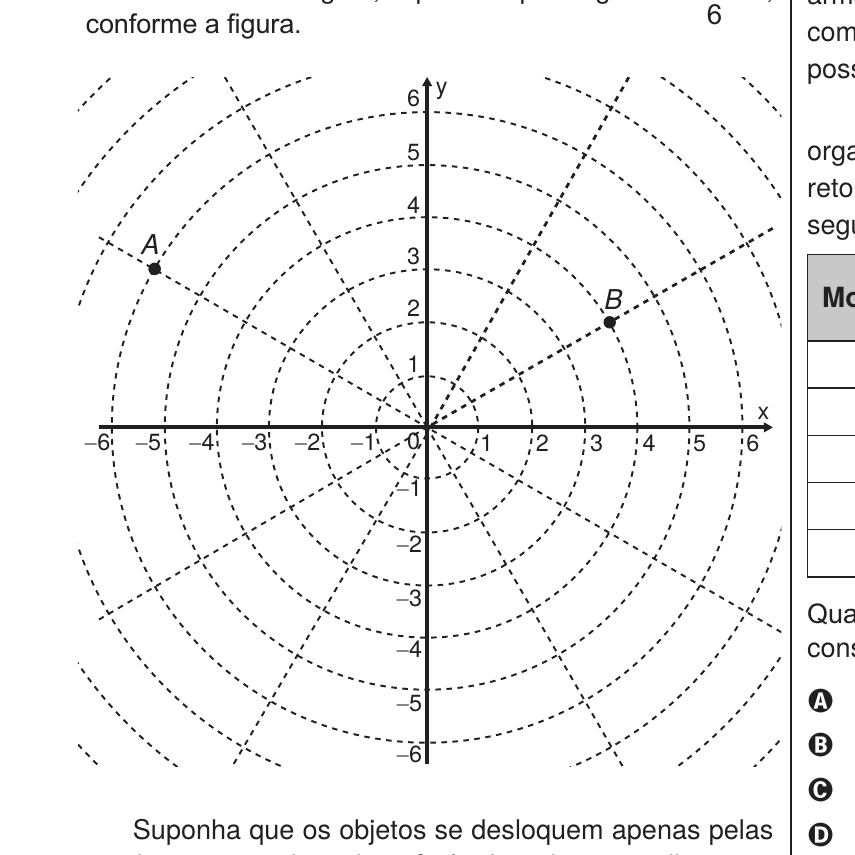 conforme a figura.
6
y
6
5
4
3
2
1
A
B
x
–6 –5 –4 –3 –2 –1 0 1 2 3 4 5 6
–1
–2
–3
–4
–5
–6
Suponha que os objetos se desloquem apenas pelas
com
poss
orga
reto
segu
Mo
Qua
cons
A
B
C
D